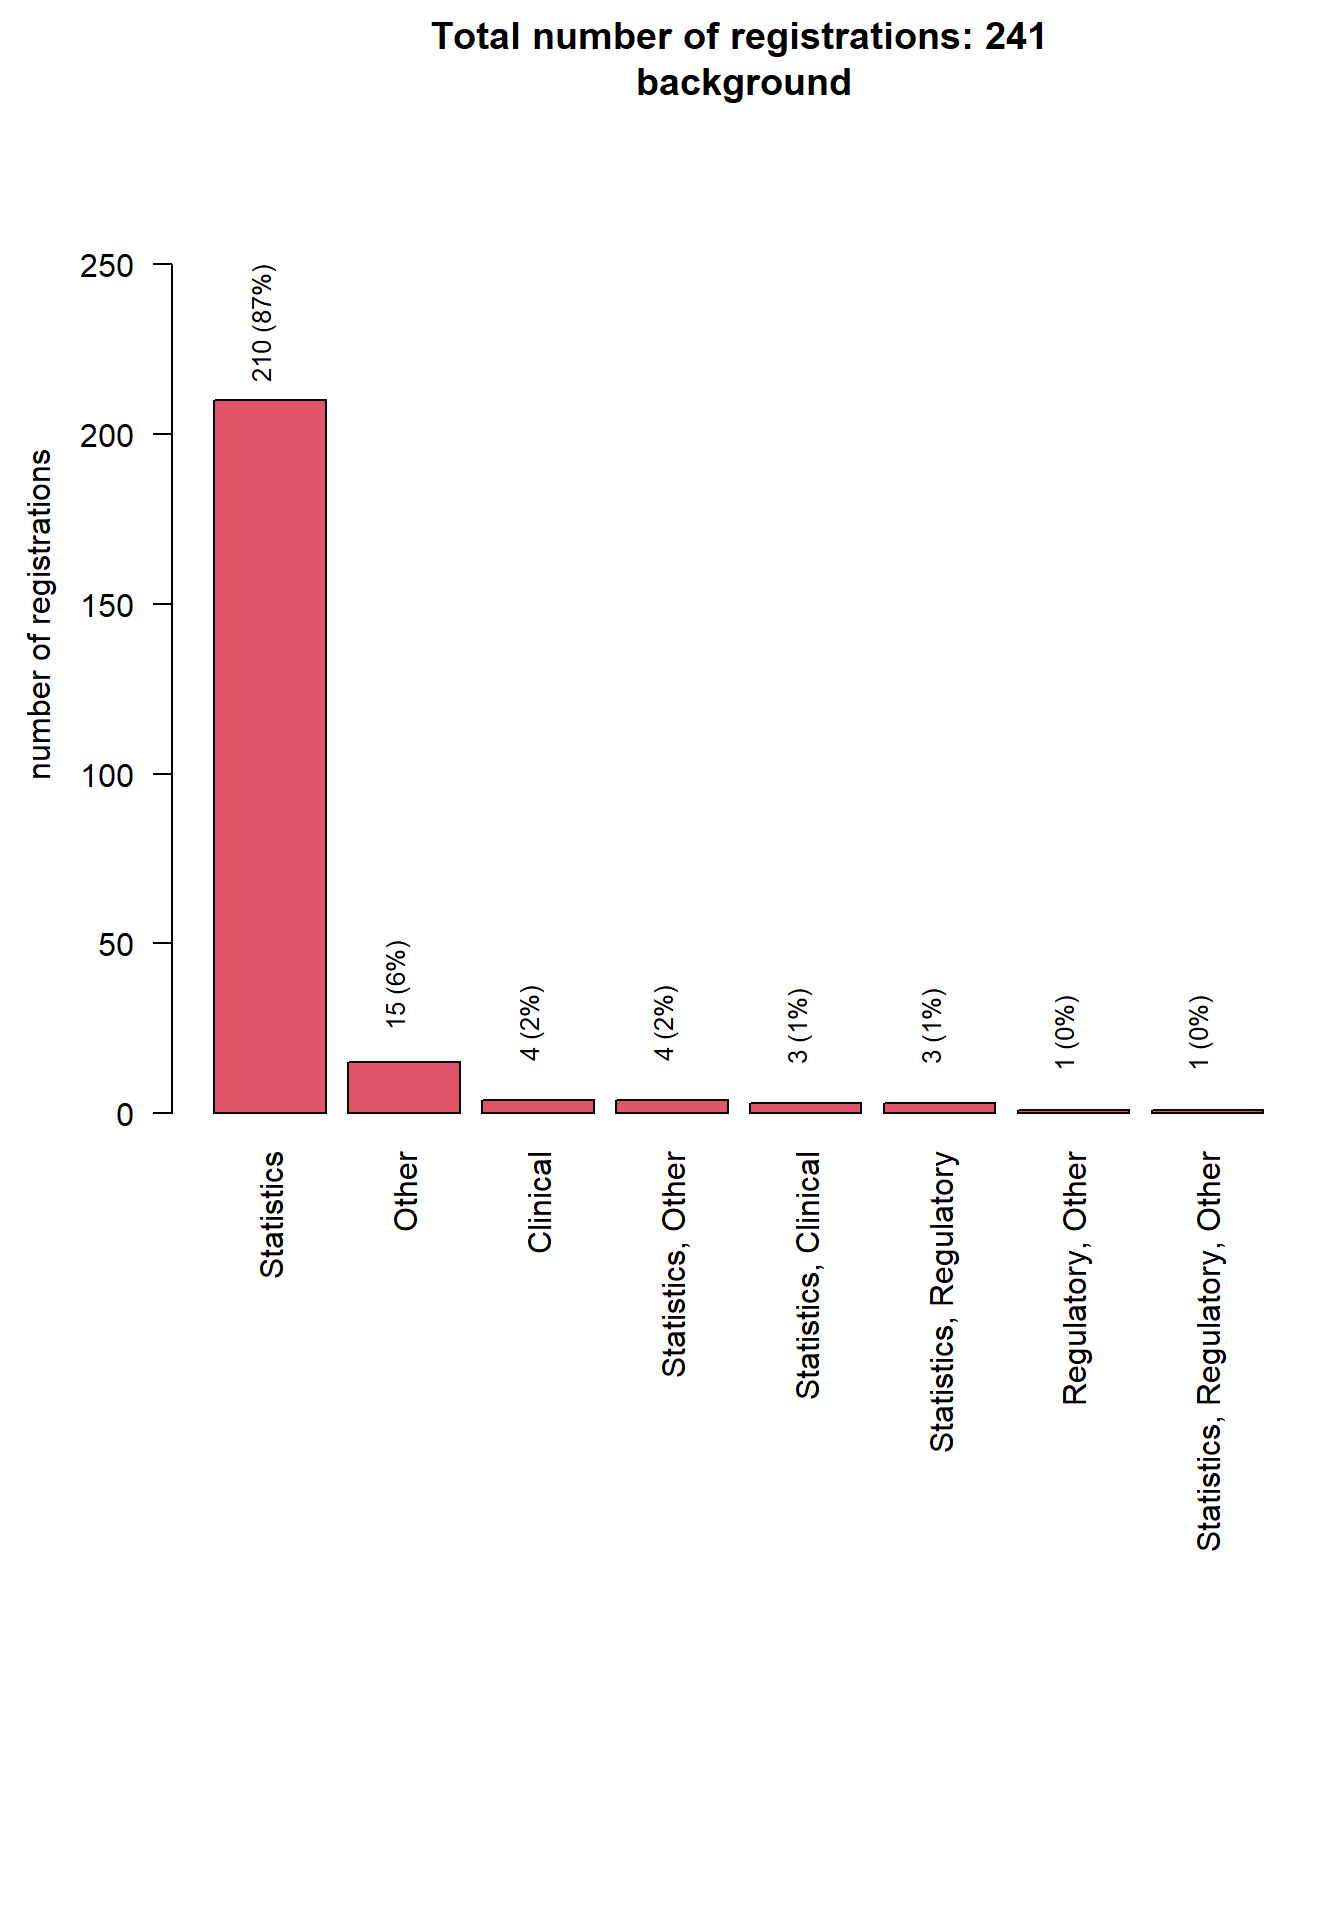 Total number of registrations: 241
background
number of registrations
250
200
150
100
50
0
210 (87%)
15 (6%)
4 (2%)
4 (2%)
3 (1%)
3 (1%)
1 (0%)
1 (0%)
Statistics
Other
Clinical
Statistics, Other
Statistics, Clinical
Statistics, Regulatory
Regulatory, Other
Statistics, Regulatory, Other